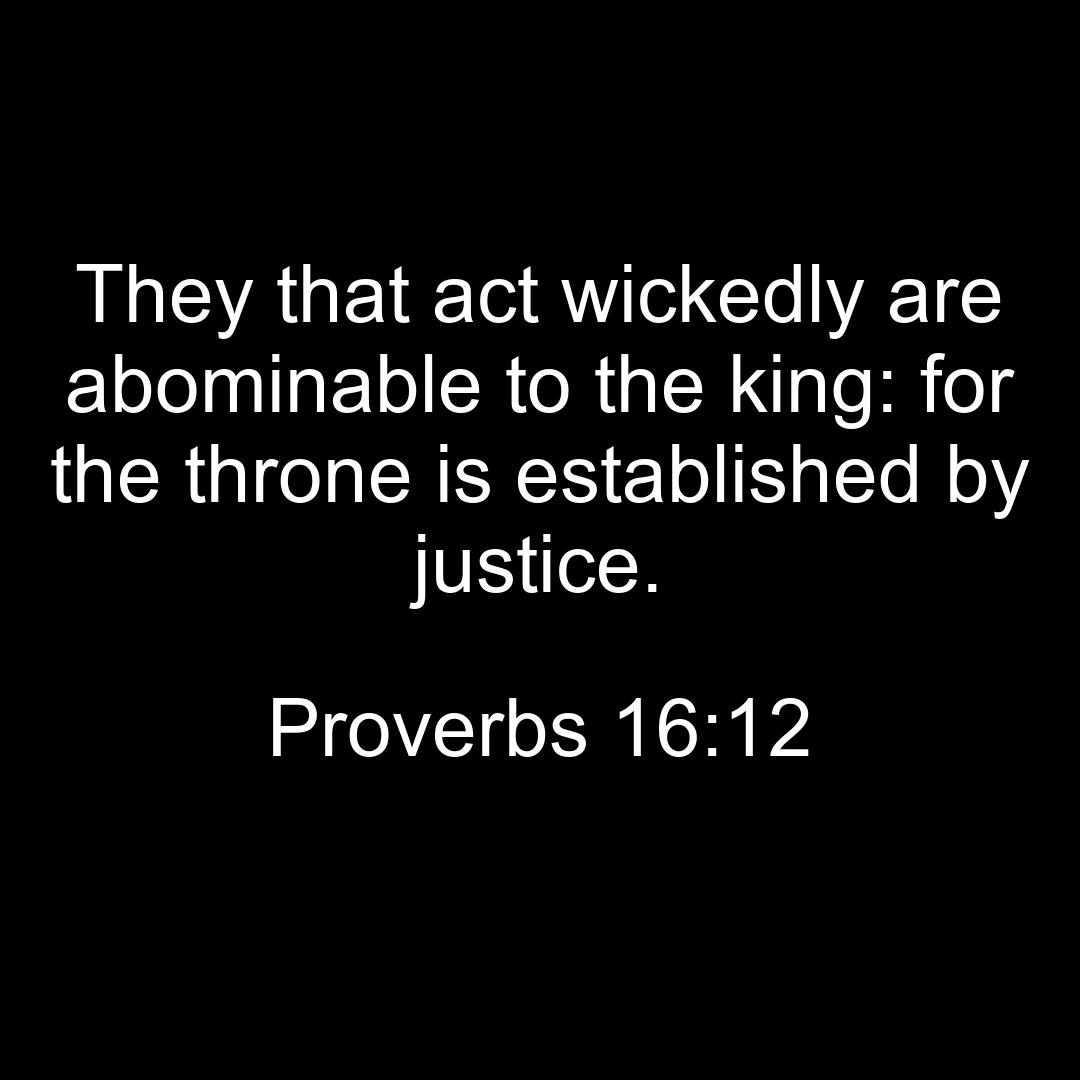 They that act wickedly are
abominable to the king: for
the throne is established by
justice.
Proverbs 16:12